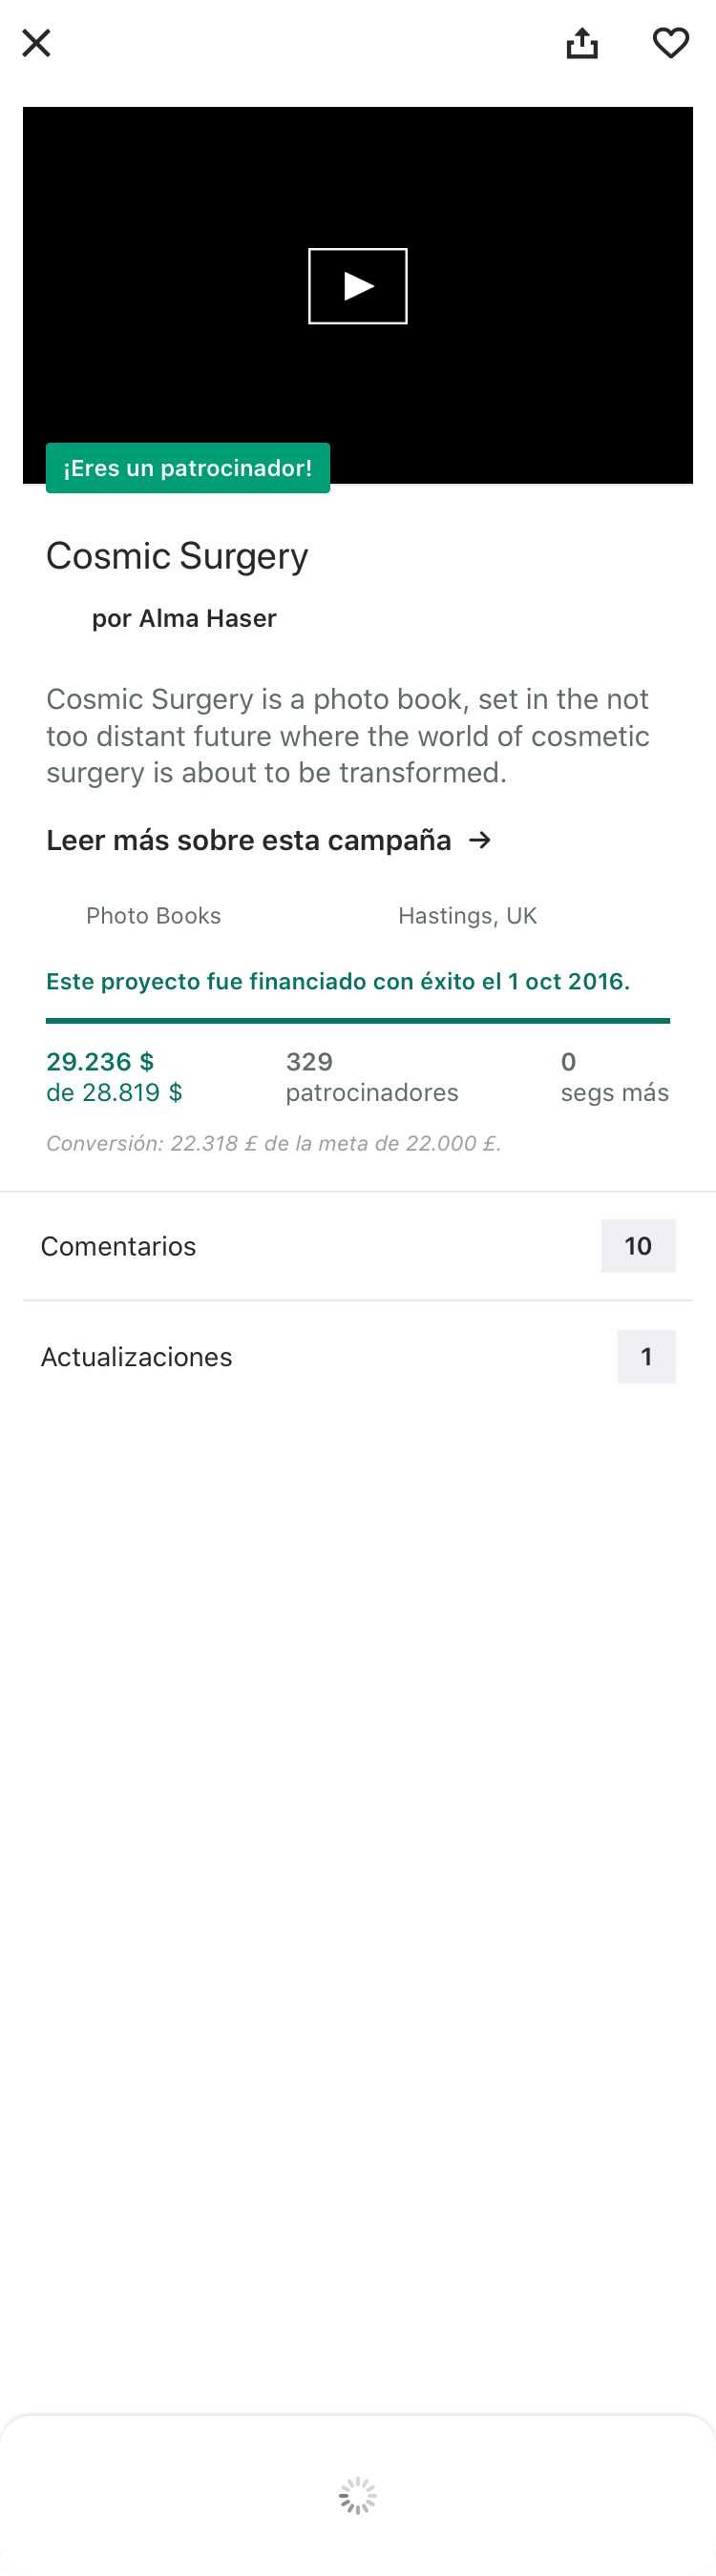 ¡Eres un patrocinador!
Cosmic Surgery
por Alma Haser
Cosmic Surgery is a photo book, set in the not
too distant future where the world of cosmetic
surgery is about to be transformed.
Leer más sobre esta campaña →
Photo Books
Hastings, UK
Este proyecto fue financiado con éxito el 1 oct 2016.
29.236 $
de 28.819 $
329
patrocinadores
0
segs más
Conversión: 22.318 £ de la meta de 22.000 £.
Comentarios
10
Actualizaciones
1